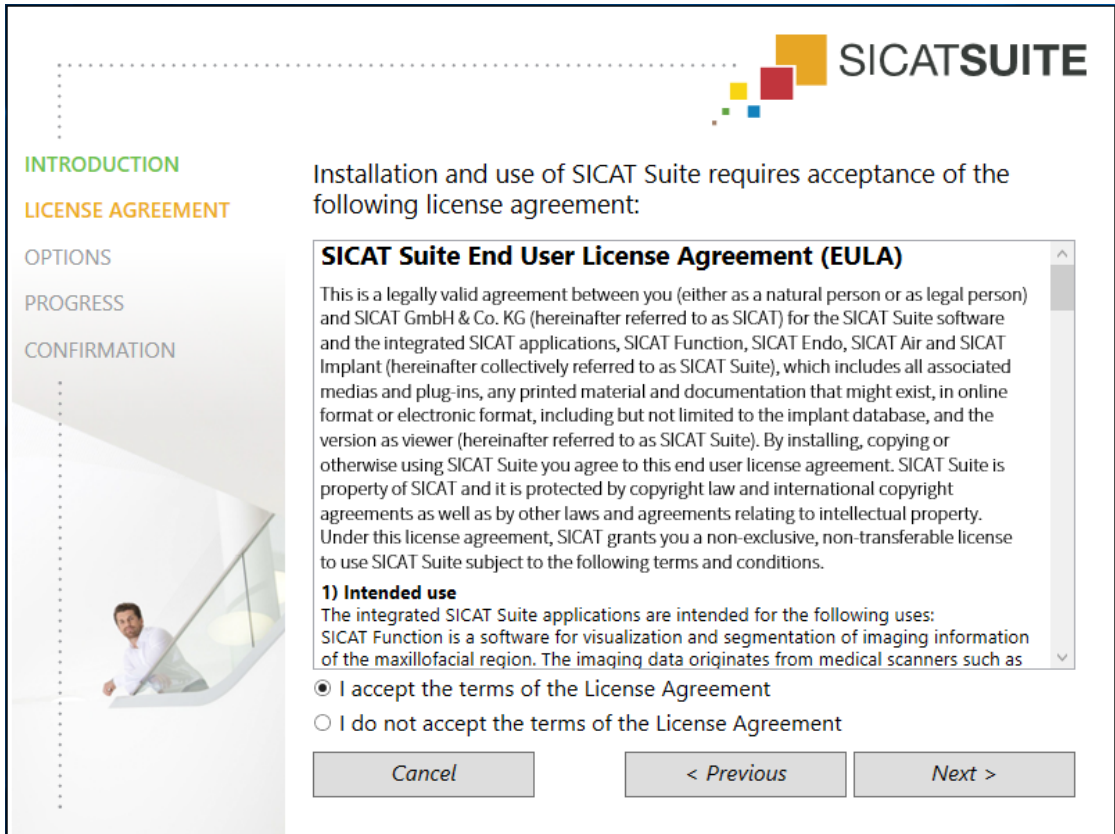 SICATSUITE
INTRODUCTION
LICENSE AGREEMENT
OPTIONS
PROGRESS
CONFIRMATION
Installation and use of SICAT Suite requires acceptance of the
following license agreement:
SICAT Suite End User License Agreement (EULA)
This is a legally valid agreement between you (either as a natural person or as legal person)
and SICAT GmbH & Co. KG (hereinafter referred to as SICAT) for the SICAT Suite software
and the integrated SICAT applications, SICAT Function, SICAT Endo, SICAT Air and SICAT
Implant (hereinafter collectively referred to as SICAT Suite), which includes all associated
medias and plug-ins, any printed material and documentation that might exist, in online
format or electronic format, including but not limited to the implant database, and the
version as viewer (hereinafter referred to as SICAT Suite). By installing, copying or
otherwise using SICAT Suite you agree to this end user license agreement. SICAT Suite is
property of SICAT and it is protected by copyright law and international copyright
agreements as well as by other laws and agreements relating to intellectual property.
Under this license agreement, SICAT grants you a non-exclusive, non-transferable license
to use SICAT Suite subject to the following terms and conditions.
1) Intended use
The integrated SICAT Suite applications are intended for the following uses:
SICAT Function is a software for visualization and segmentation of imaging information
of the maxillofacial region. The imaging data originates from medical scanners such as
I accept the terms of the License Agreement
I do not accept the terms of the License Agreement
Cancel
< Previous
Next >